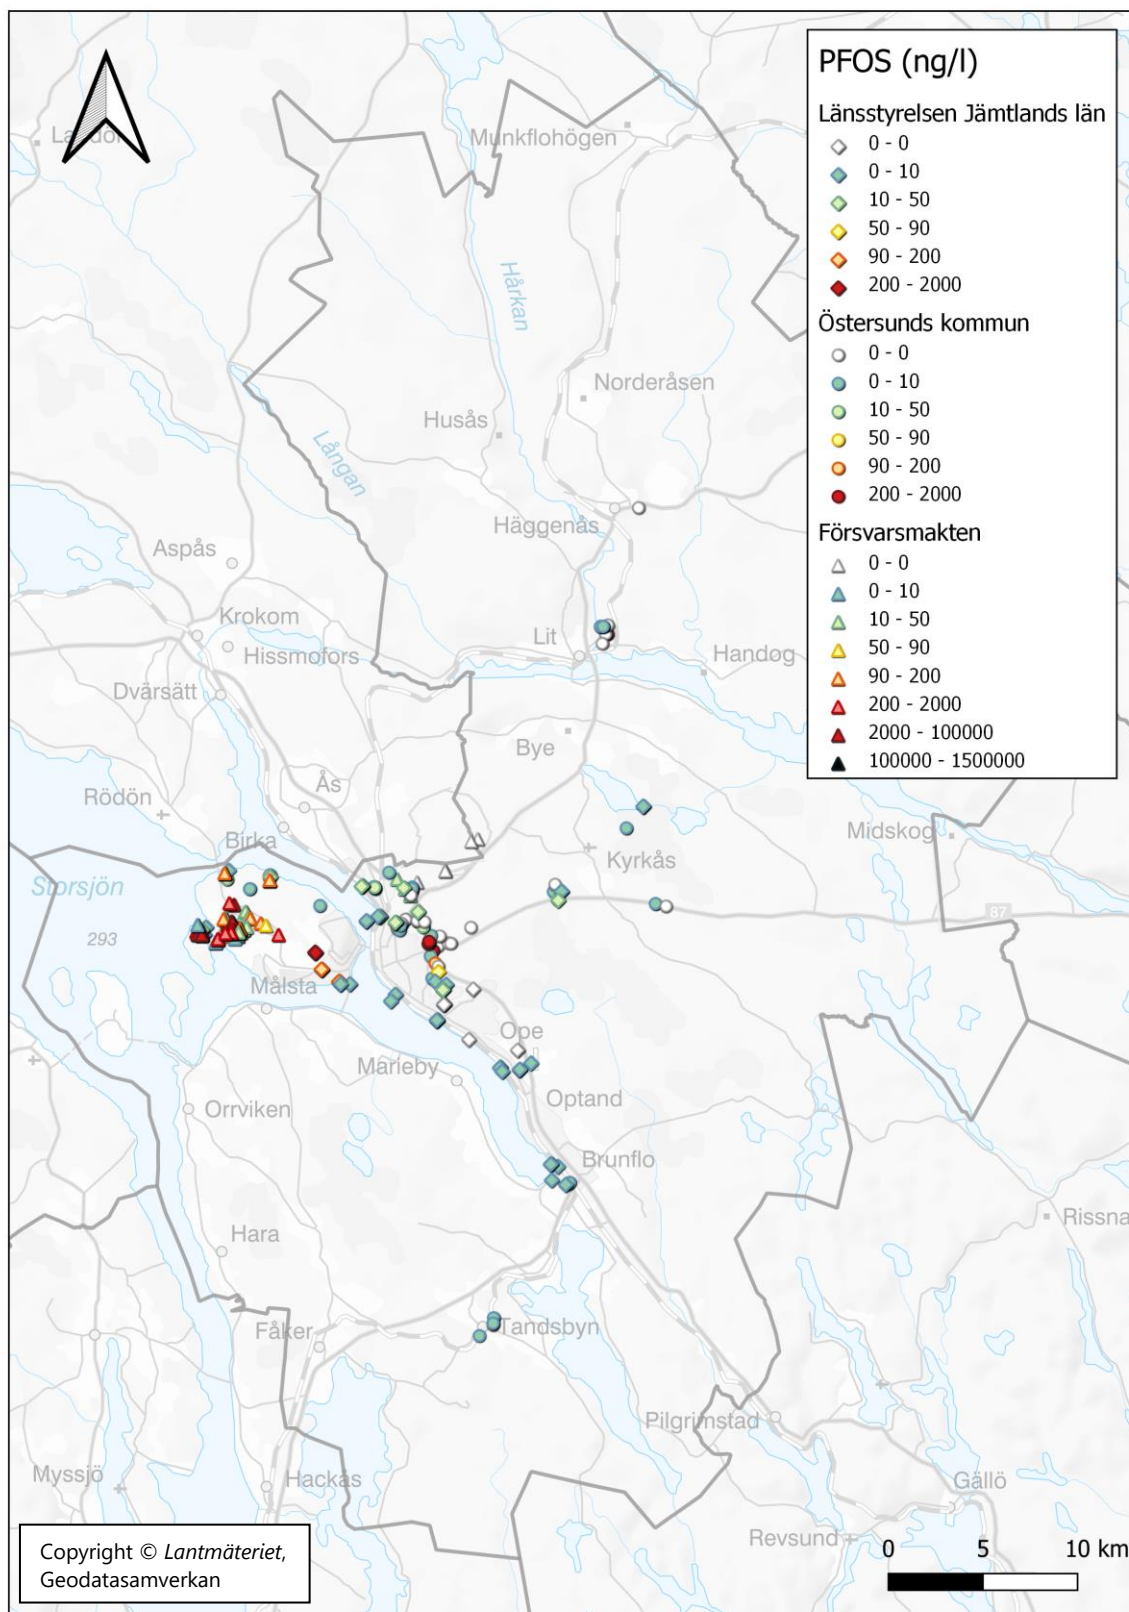 PFOS (ng/l)
Länsstyrelsen Jämtlands län
0 - 0
0 - 10
10 - 50
50 - 90
90 - 200
200 - 2000
Östersunds kommun
0 - 0
0 - 10
10 - 50
50 - 90
90 - 200
200 - 2000
Försvarsmakten
0 - 0
0 - 10
10 - 50
50 - 90
90 - 200
200 - 2000
2000 - 100000
100000 - 1500000
Munkflohögen
Hårkan
Norderåsen
Husås
Långan
Häggenås
Aspås
Krokom
Hissmofors
Lit
Handog
Dvärsätt
Bye
Ås
Rödön
Birka
Midskog
Kyrkås
Storsjön
87
293
Målsta
Ope
Marieby
Optand
Orrviken
Brunflo
Rissna
Hara
Fåker
Tandsbyn
Pilgrimstad
Myssjö
Hackås
Gällö
Revsund
0 5 10 km
Copyright © Lantmäteriet,
Geodatasamverkan